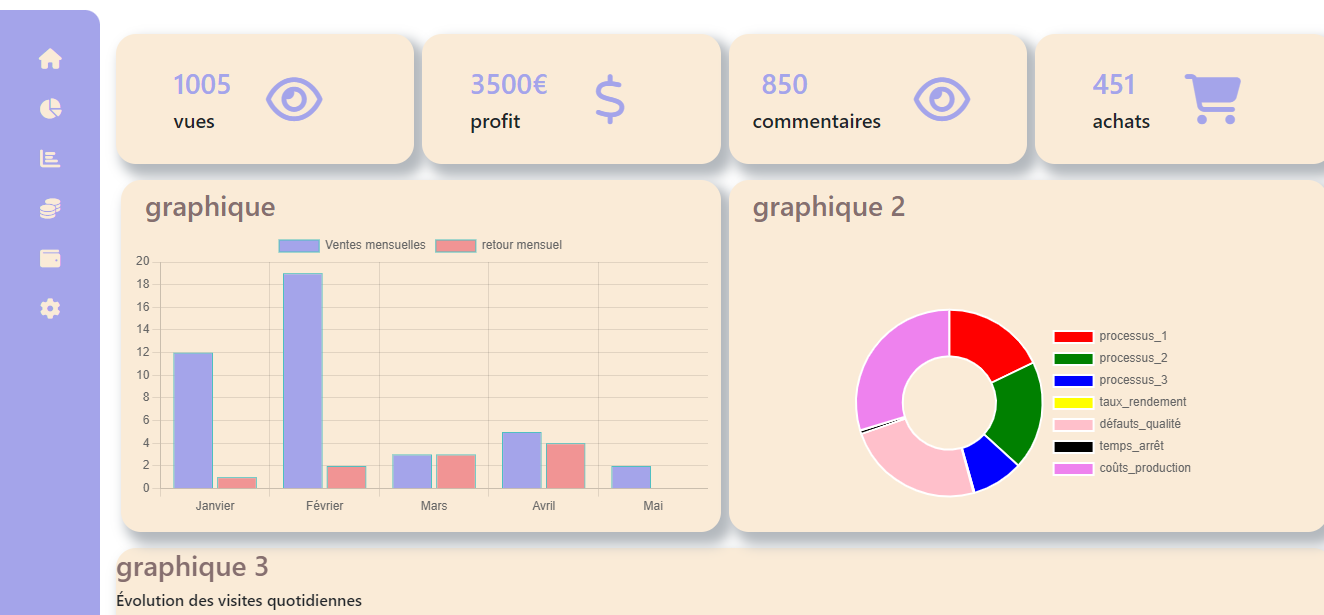 1005
vues
3500€
profit
850
commentaires
451
achats
graphique
Ventes mensuelles retour mensuel
20
18
16
14
12
10
8
6
4
2
0
Janvier Février Mars Avril Mai
graphique 2
processus_1
processus_2
processus_3
taux_rendement
défauts_qualité
temps_arrêt
coûts_production
graphique 3
Évolution des visites quotidiennes